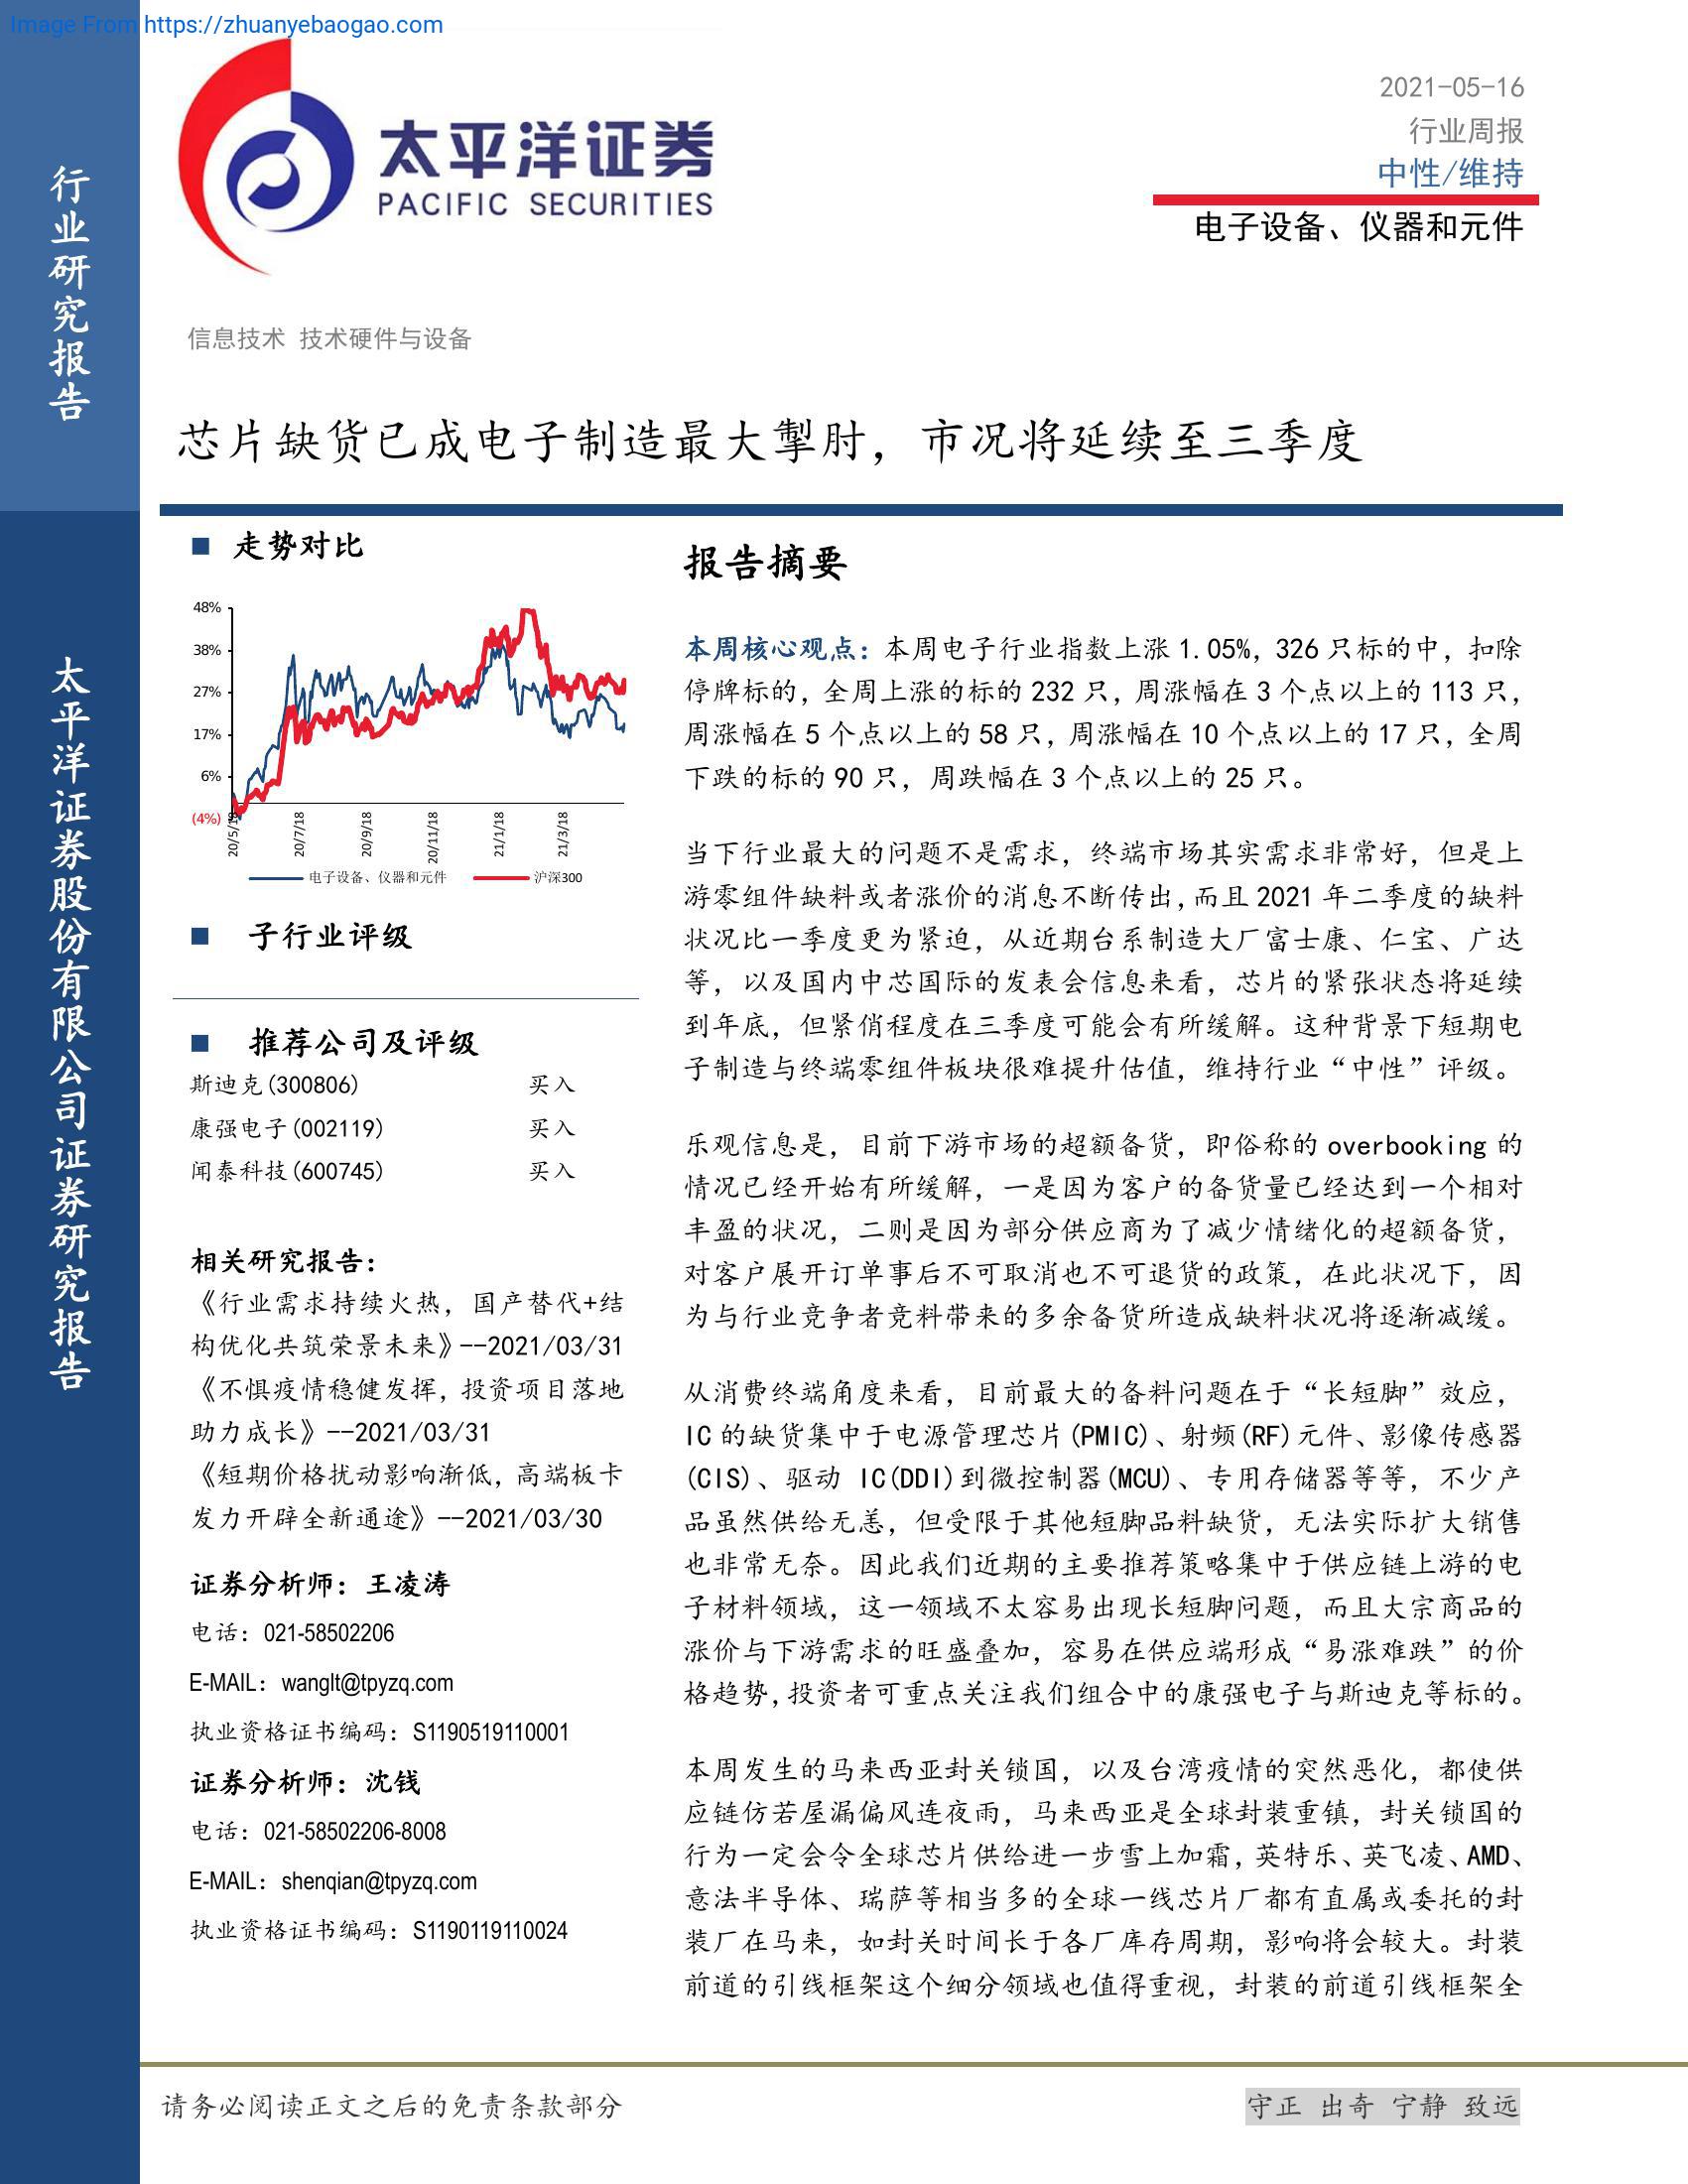 Image From https://zhuanyebaogao.com
行业研究报告
太平洋证券股份有限公司证券研究报告
太平洋证券
PACIFIC SECURITIES
2021-05-16
行业周报
中性/维持
电子设备、仪器和元件
信息技术 技术硬件与设备
芯片缺货已成电子制造最大掣肘，市况将延续至三季度
■ 走势对比
48%
38%
27%
17%
6%
(4%)
20/5/18
20/7/18
20/9/18
20/11/18
21/1/18
21/3/18
电子设备、仪器和元件 沪深300
■ 子行业评级
■ 推荐公司及评级
斯迪克(300806) 买入
康强电子(002119) 买入
闻泰科技(600745) 买入
相关研究报告：
《行业需求持续火热，国产替代+结
构优化共筑荣景未来》--2021/03/31
《不惧疫情稳健发挥，投资项目落地
助力成长》--2021/03/31
《短期价格扰动影响渐低，高端板卡
发力开辟全新通途》--2021/03/30
证券分析师：王凌涛
电话：021-58502206
E-MAIL：wanglt@tpyzq.com
执业资格证书编码：S1190519110001
证券分析师：沈钱
电话：021-58502206-8008
E-MAIL：shenqian@tpyzq.com
执业资格证书编码：S1190119110024
报告摘要
本周核心观点：本周电子行业指数上涨 1.05%，326 只标的中，扣除
停牌标的，全周上涨的标的 232 只，周涨幅在 3 个点以上的 113 只，
周涨幅在 5 个点以上的 58 只，周涨幅在 10 个点以上的 17 只，全周
下跌的标的 90 只，周跌幅在 3 个点以上的 25 只。
当下行业最大的问题不是需求，终端市场其实需求非常好，但是上
游零组件缺料或者涨价的消息不断传出，而且 2021 年二季度的缺料
状况比一季度更为紧迫，从近期台系制造大厂富士康、仁宝、广达
等，以及国内中芯国际的发表会信息来看，芯片的紧张状态将延续
到年底，但紧俏程度在三季度可能会有所缓解。这种背景下短期电
子制造与终端零组件板块很难提升估值，维持行业“中性”评级。
乐观信息是，目前下游市场的超额备货，即俗称的 overbooking 的
情况已经开始有所缓解，一是因为客户的备货量已经达到一个相对
丰盈的状况，二则是因为部分供应商为了减少情绪化的超额备货，
对客户展开订单事后不可取消也不可退货的政策，在此状况下，因
为与行业竞争者竞料带来的多余备货所造成缺料状况将逐渐减缓。
从消费终端角度来看，目前最大的备料问题在于“长短脚”效应，
IC 的缺货集中于电源管理芯片(PMIC)、射频(RF)元件、影像传感器
(CIS)、驱动 IC(DDI)到微控制器(MCU)、专用存储器等等，不少产
品虽然供给无恙，但受限于其他短脚品料缺货，无法实际扩大销售
也非常无奈。因此我们近期的主要推荐策略集中于供应链上游的电
子材料领域，这一领域不太容易出现长短脚问题，而且大宗商品的
涨价与下游需求的旺盛叠加，容易在供应端形成“易涨难跌”的价
格趋势，投资者可重点关注我们组合中的康强电子与斯迪克等标的。
本周发生的马来西亚封关锁国，以及台湾疫情的突然恶化，都使供
应链仿若屋漏偏风连夜雨，马来西亚是全球封装重镇，封关锁国的
行为一定会令全球芯片供给进一步雪上加霜，英特尔、英飞凌、AMD、
意法半导体、瑞萨等相当多的全球一线芯片厂都有直属或委托的封
装厂在马来，如封关时间长于各厂库存周期，影响将会较大。封装
前道的引线框架这个细分领域也值得重视，封装的前道引线框架全
请务必阅读正文之后的免责条款部分
守正 出奇 宁静 致远